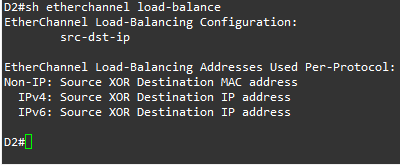 D2#sh etherchannel load-balance
EtherChannel Load-Balancing Configuration:
        src-dst-ip

EtherChannel Load-Balancing Addresses Used Per-Protocol:
Non-IP: Source XOR Destination MAC address
  IPv4: Source XOR Destination IP address
  IPv6: Source XOR Destination IP address

D2#